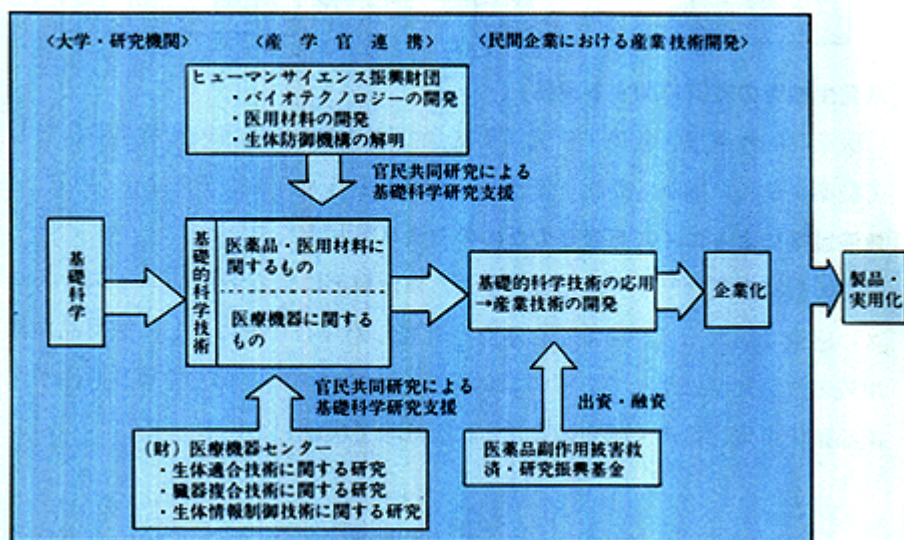 〈大学・研究機関〉
〈産学官連携〉
〈民間企業における産業技術開発〉
ヒューマンサイエンス振興財団
・バイオテクノロジーの開発
・医用材料の開発
・生体防御機構の解明
官民共同研究による
基礎科学研究支援
基礎科学
基礎的科学技術
医薬品・医用材料に
関するもの
医療機器に関する
もの
基礎的科学技術の応用
→産業技術の開発
企業化
製品・
実用化
官民共同研究による
基礎科学研究支援
出資・融資
(財)医療機器センター
・生体適合技術に関する研究
・臓器複合技術に関する研究
・生体情報制御技術に関する研究
医薬品副作用被害救
済・研究振興基金